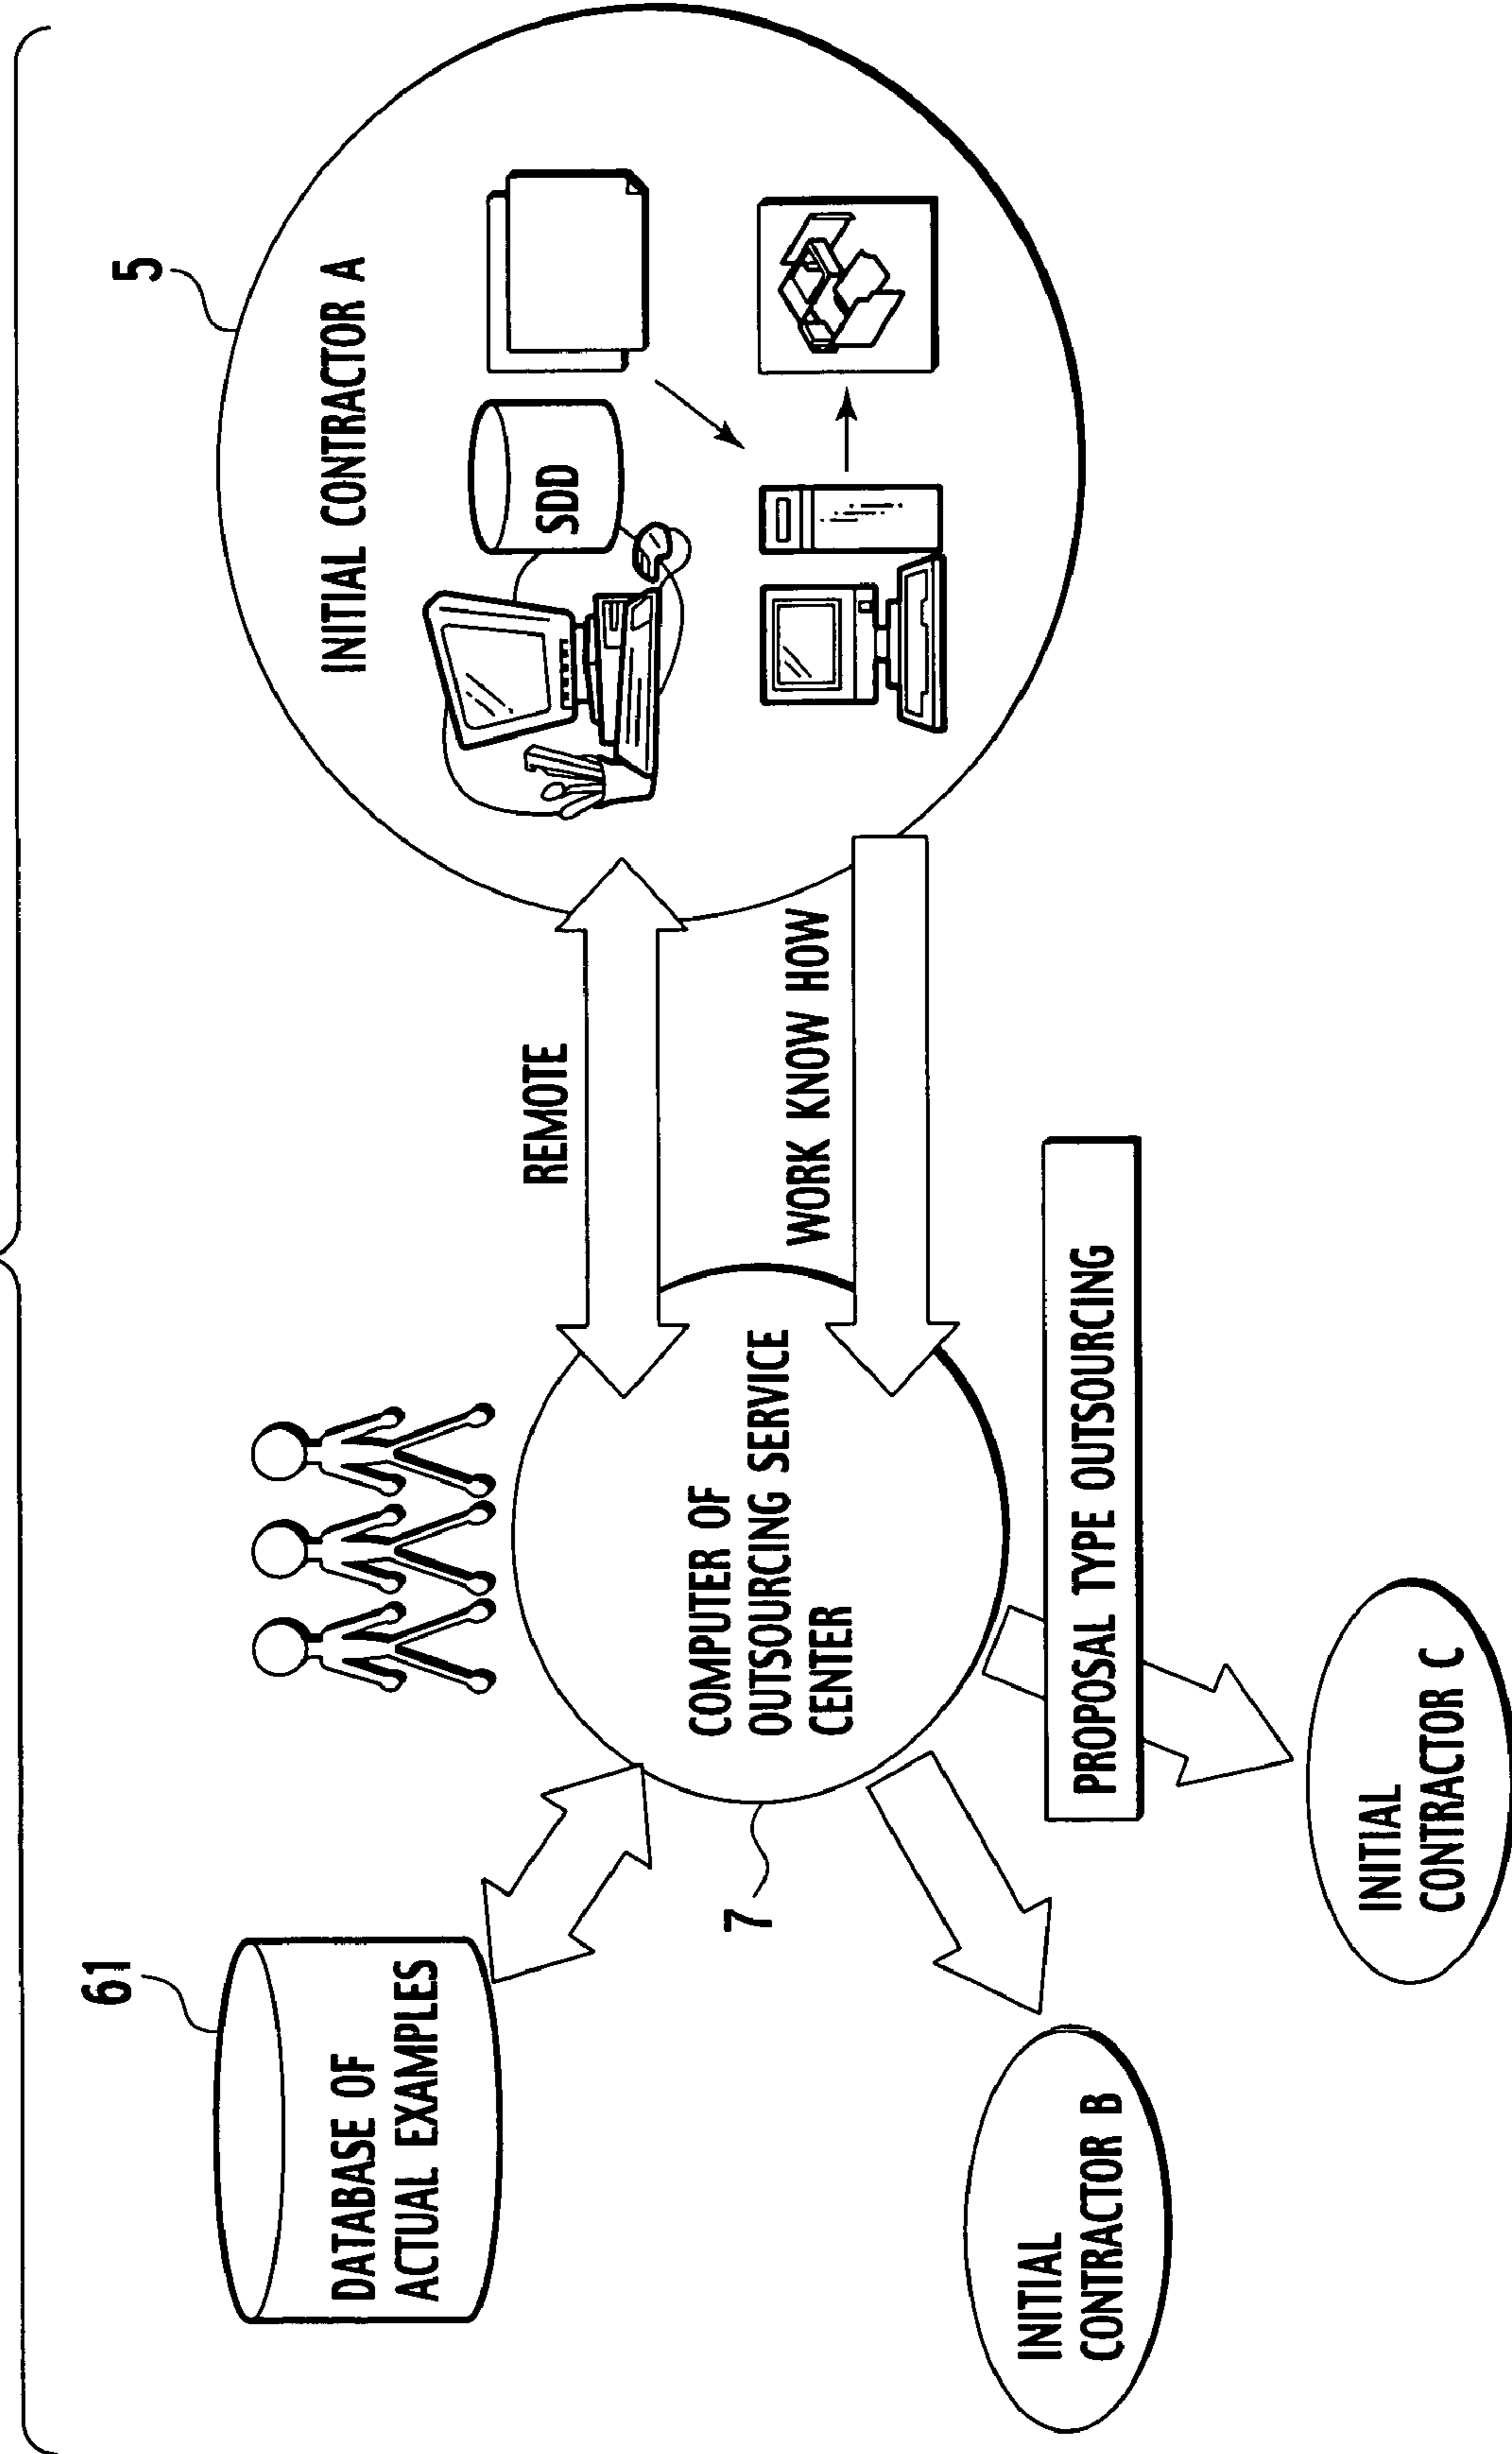 61
DATABASE OF
ACTUAL EXAMPLES
REMOTE
5
INITIAL CONTRACTOR A
SDD
COMPUTER OF
OUTSOURCING SERVICE
CENTER
7
WORK KNOW HOW
PROPOSAL TYPE OUTSOURCING
INITIAL
CONTRACTOR B
INITIAL
CONTRACTOR C